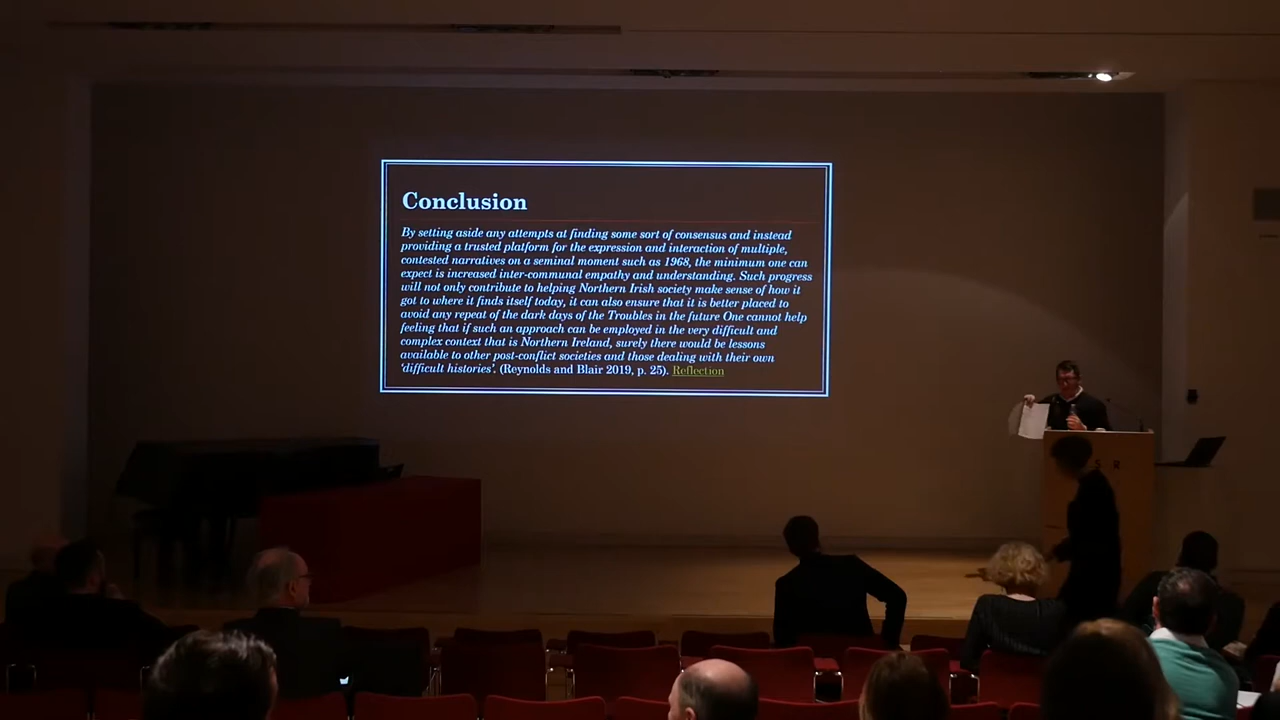 Conclusion
By setting aside any attempts at finding some sort of consensus and instead
providing a trusted platform for the expression and interaction of multiple,
contested narratives on a seminal moment such as 1968, the minimum one can
expect is increased inter-communal empathy and understanding. Such progress
will not only contribute to helping Northern Irish society make sense of how it
got to where it finds itself today, it can also ensure that it is better placed to
avoid any repeat of the dark days of the Troubles in the future One cannot help
feeling that if such an approach can be employed in the very difficult and
complex context that is Northern Ireland, surely there would be lessons
available to other post-conflict societies and those dealing with their own
‘difficult histories’. (Reynolds and Blair 2019, p. 25). Reflection
S R